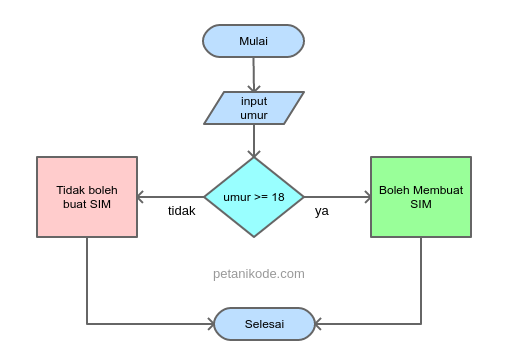 Mulai
input
umur
Tidak boleh
buat SIM
umur >= 18
Boleh Membuat
SIM
tidak
ya
petanikode.com
Selesai